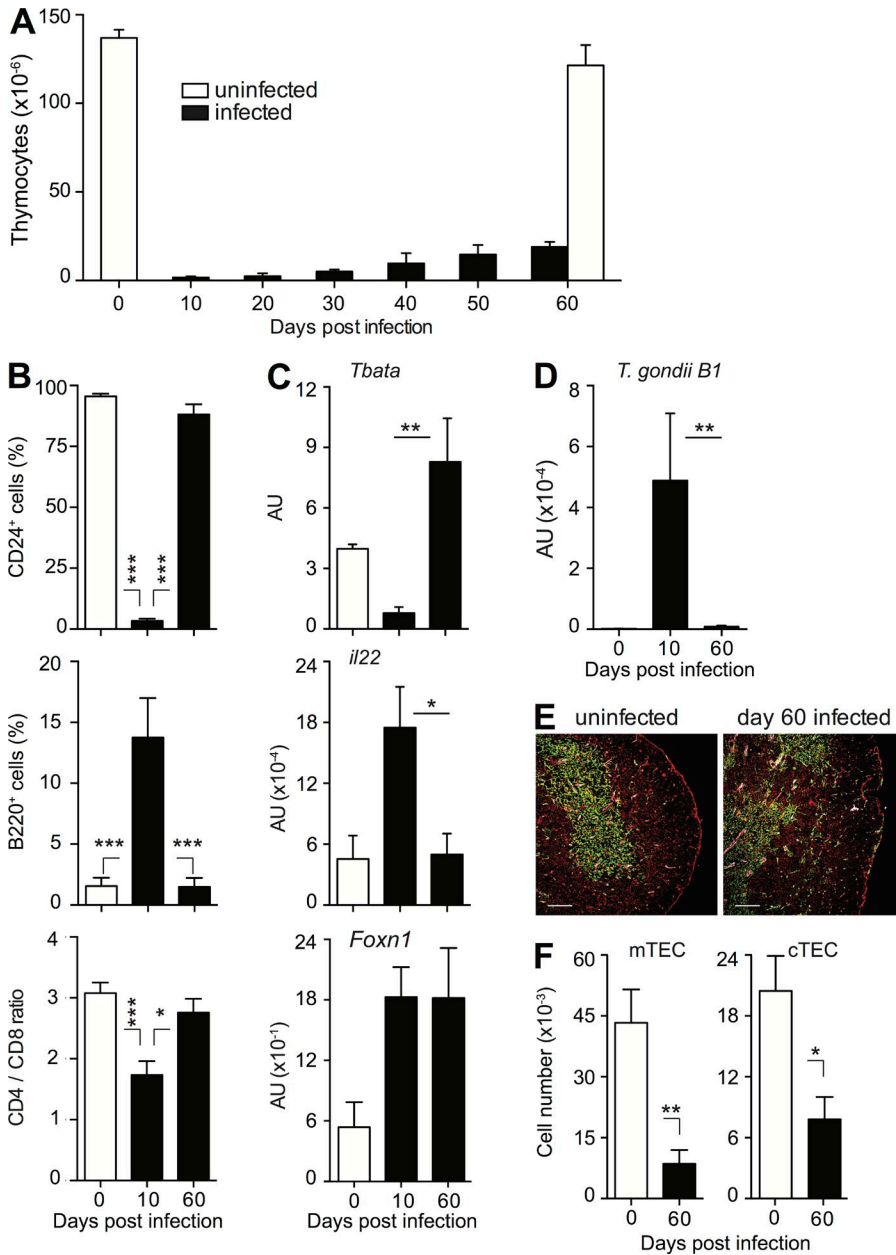 A
Thymocytes (x10⁻⁶)
150
100
50
0
uninfected
infected
0 10 20 30 40 50 60
Days post infection
B
CD24⁺ cells (%)
100
75
50
25
0
*** ***
B220⁺ cells (%)
20
15
10
5
0
*** ***
CD4 / CD8 ratio
4
3
2
1
0
*** *
0 10 60
Days post infection
C
Tbata
AU
12
9
6
3
0
**
il22
AU (x10⁻⁴)
24
18
12
6
0
*
Foxn1
AU (x10⁻¹)
24
18
12
6
0
0 10 60
Days post infection
D
T. gondii B1
AU (x10⁻⁴)
8
6
4
2
0
**
0 10 60
Days post infection
E
uninfected day 60 infected
F
mTEC
Cell number (x10⁻³)
60
45
30
15
0
**
0 60
cTEC
24
18
12
6
0
*
0 60
Days post infection